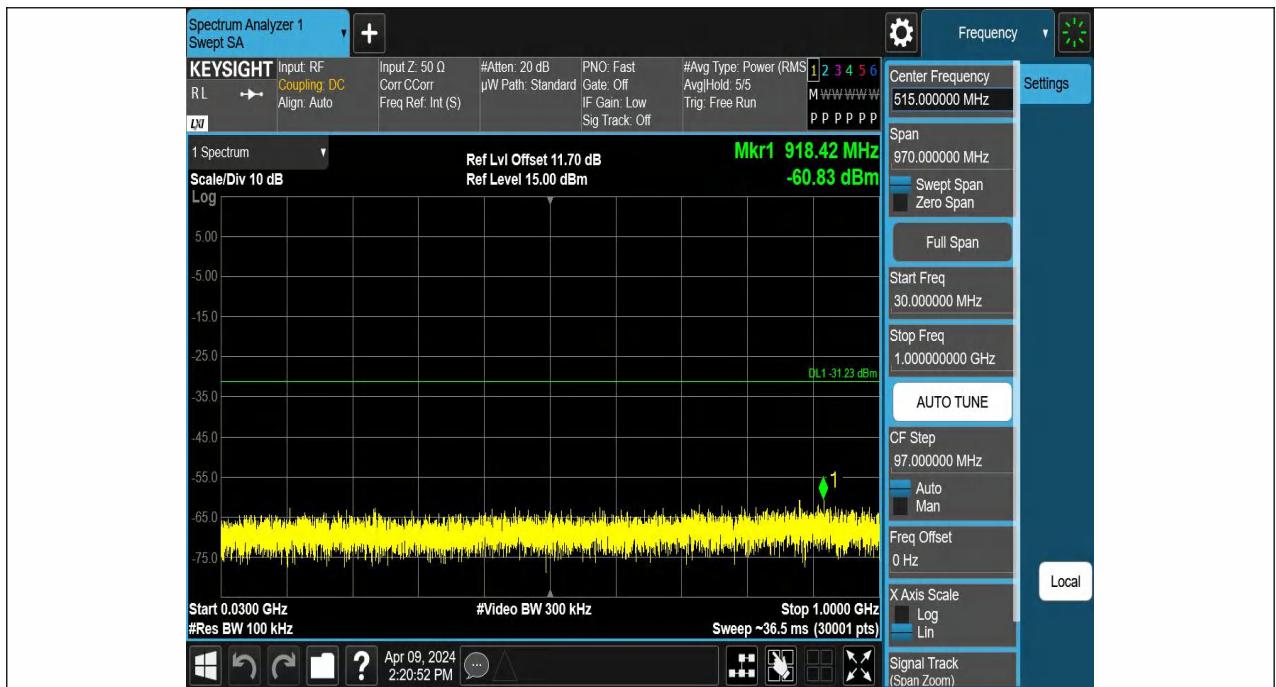 Spectrum Analyzer 1
Swept SA
+
Frequency
KEYSIGHT
RL
LXI
Input: RF
Coupling: DC
Align: Auto
Input Z: 50 Ω
Corr CCorr
Freq Ref: Int (S)
#Atten: 20 dB
µW Path: Standard
PNO: Fast
Gate: Off
IF Gain: Low
Sig Track: Off
#Avg Type: Power (RMS
Avg|Hold: 5/5
Trig: Free Run
1 2 3 4 5 6
M W W W W W
P P P P P P
1 Spectrum
Scale/Div 10 dB
Ref Lvl Offset 11.70 dB
Ref Level 15.00 dBm
Mkr1 918.42 MHz
-60.83 dBm
Log
5.00
-5.00
-15.0
-25.0
DL1 -31.23 dBm
-35.0
-45.0
-55.0
1
-65.0
-75.0
Start 0.0300 GHz
#Video BW 300 kHz
Stop 1.0000 GHz
#Res BW 100 kHz
Sweep ~36.5 ms (30001 pts)
Center Frequency
515.000000 MHz
Settings
Span
970.000000 MHz
Swept Span
Zero Span
Full Span
Start Freq
30.000000 MHz
Stop Freq
1.000000000 GHz
AUTO TUNE
CF Step
97.000000 MHz
Auto
Man
Freq Offset
0 Hz
X Axis Scale
Log
Lin
Local
Signal Track
(Span Zoom)
?
Apr 09, 2024
2:20:52 PM